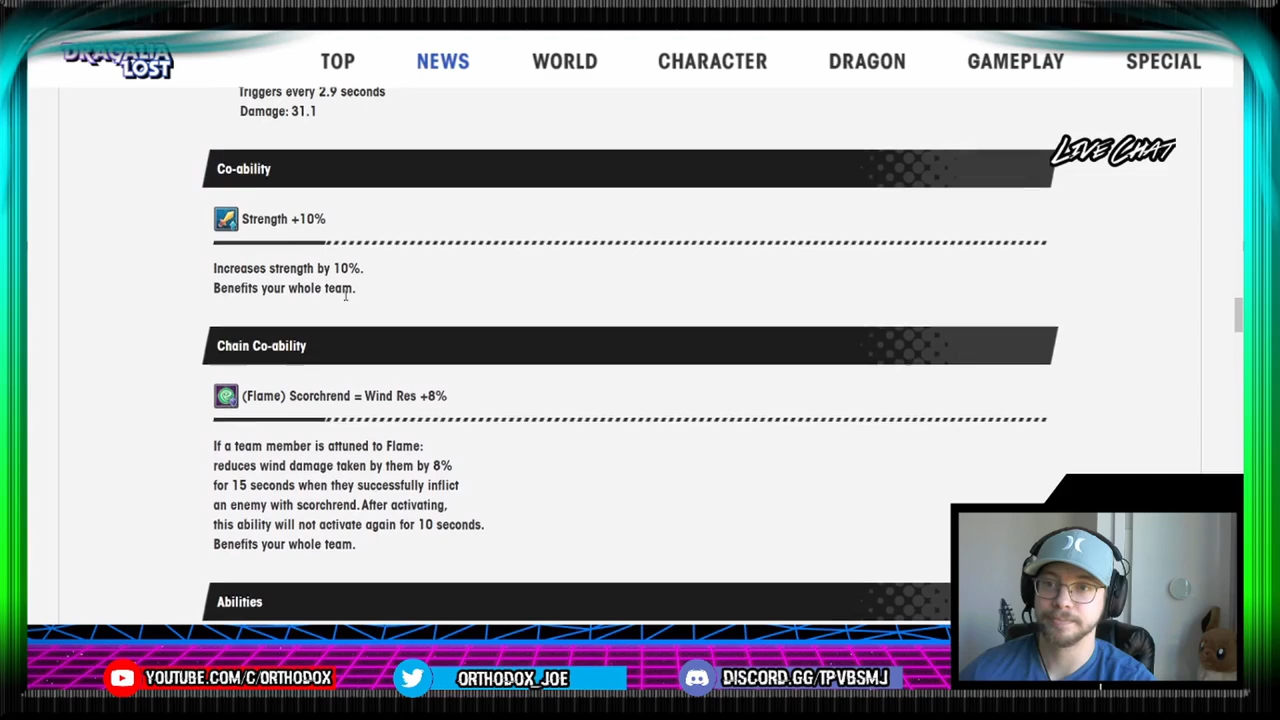 DRAGALIA
LOST
TOP
NEWS
WORLD
CHARACTER
DRAGON
GAMEPLAY
SPECIAL
Triggers every 2.9 seconds
Damage: 31.1
LIVE CHAT
Co-ability
Strength +10%
Increases strength by 10%.
Benefits your whole team.
Chain Co-ability
(Flame) Scorchrend = Wind Res +8%
If a team member is attuned to Flame:
reduces wind damage taken by them by 8%
for 15 seconds when they successfully inflict
an enemy with scorchrend. After activating,
this ability will not activate again for 10 seconds.
Benefits your whole team.
Abilities
YOUTUBE.COM/C/ORTHODOX
ORTHODOX_JOE
DISCORD.GG/TPVBSMJ